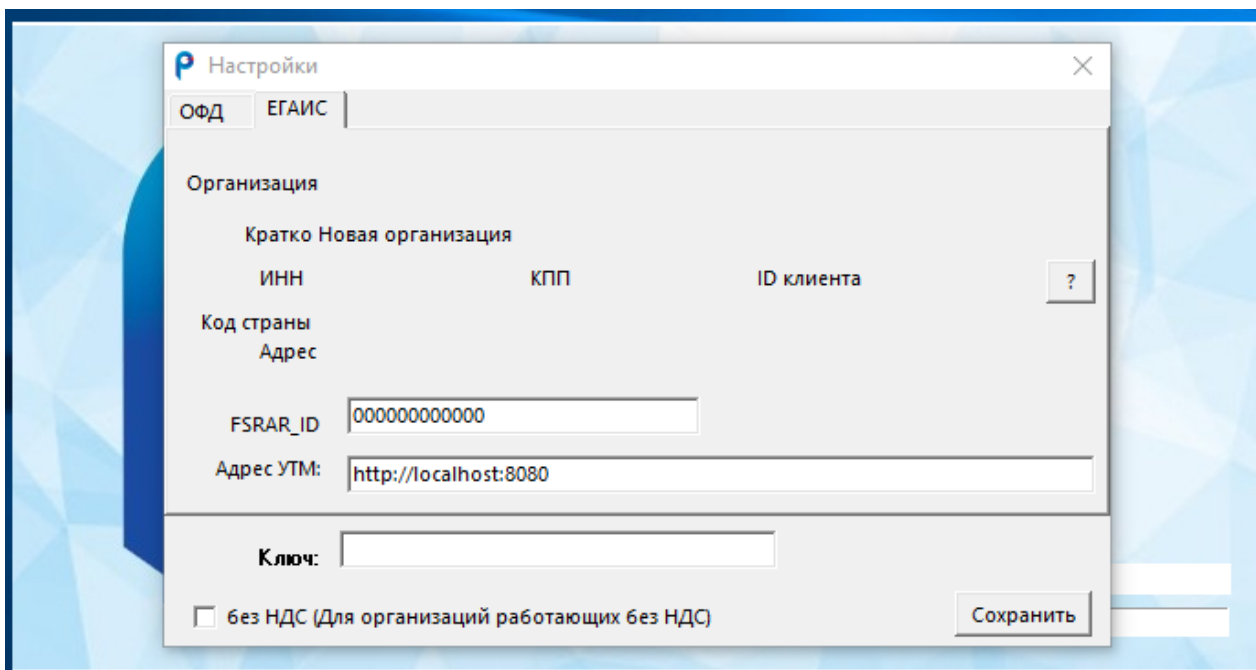 Настройки
ОФД ЕГАИС
Организация
Кратко Новая организация
ИНН КПП ID клиента ?
Код страны
Адрес
FSRAR_ID 000000000000
Адрес УТМ: http://localhost:8080
Ключ:
без НДС (Для организаций работающих без НДС) Сохранить